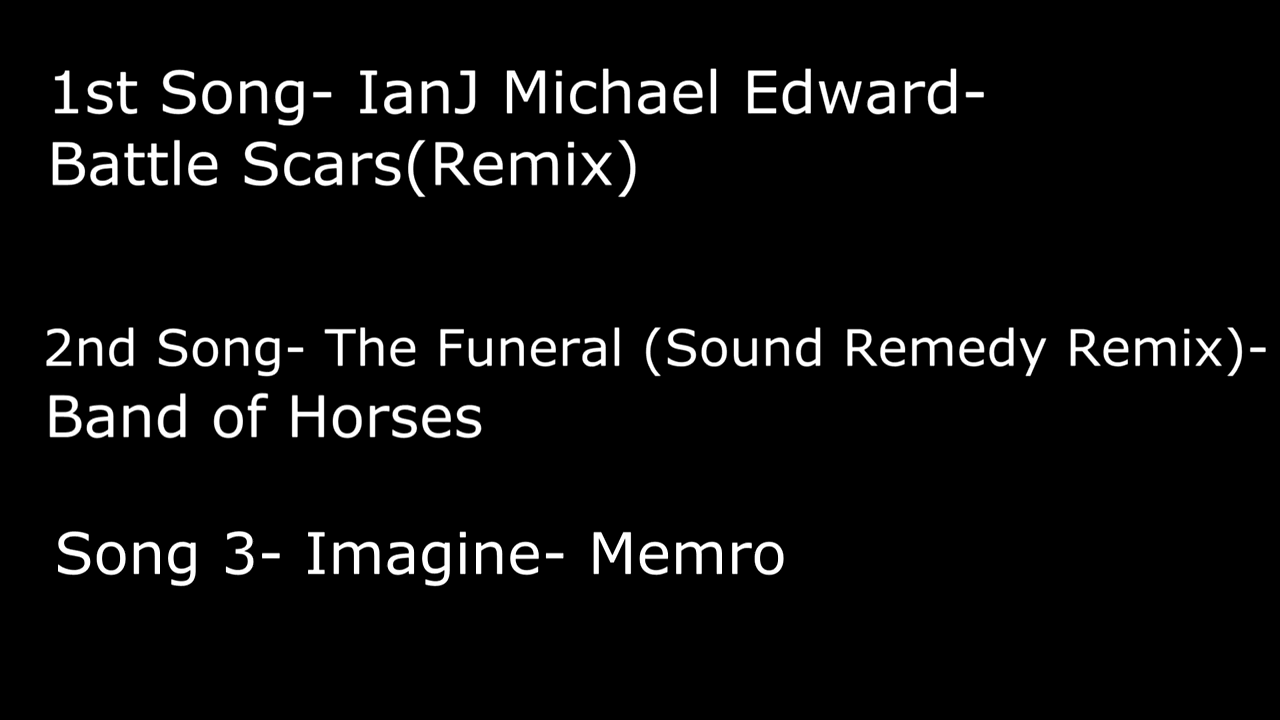 1st Song- IanJ Michael Edward-
Battle Scars(Remix)
2nd Song- The Funeral (Sound Remedy Remix)-
Band of Horses
Song 3- Imagine- Memro